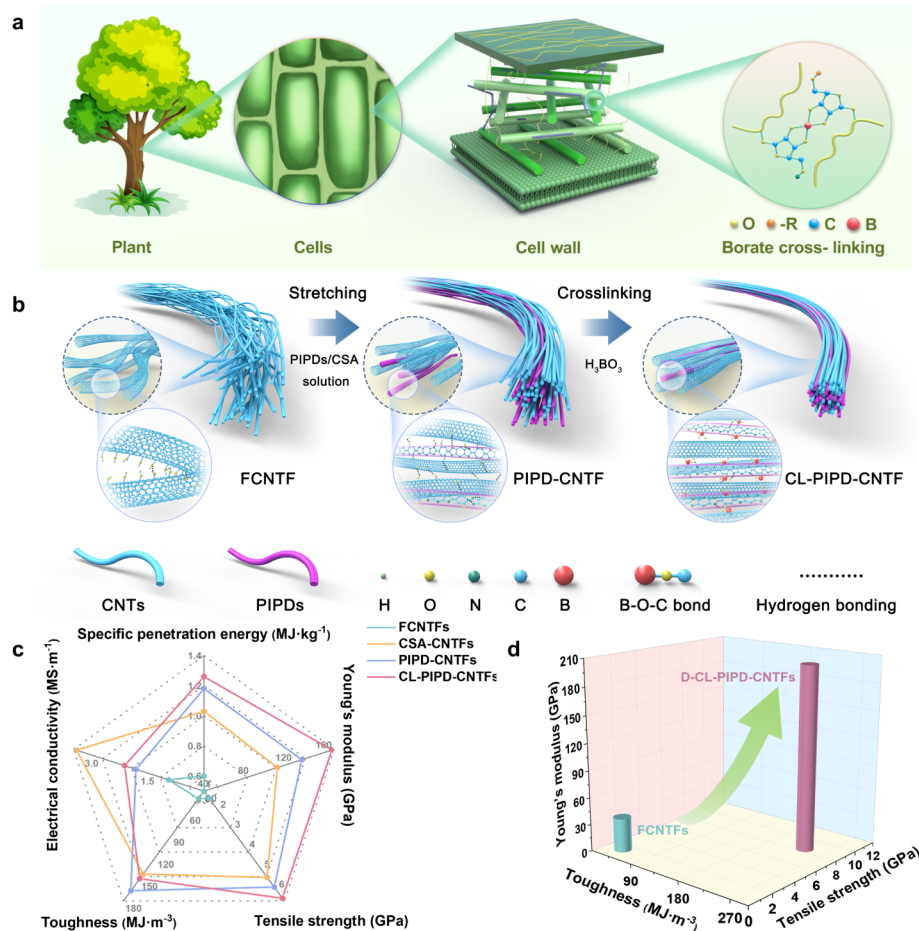 a
Plant
Cells
Cell wall
O -R C B
Borate cross- linking
b
Stretching
PIPDs/CSA
solution
Crosslinking
H₃BO₃
FCNTF
PIPD-CNTF
CL-PIPD-CNTF
CNTs
PIPDs
H O N C B
B-O-C bond
Hydrogen bonding
c
Specific penetration energy (MJ·kg⁻¹)
FCNTFs
CSA-CNTFs
PIPD-CNTFs
CL-PIPD-CNTFs
Electrical conductivity (MS·m⁻¹)
Young's modulus
(GPa)
Toughness (MJ·m⁻³)
Tensile strength (GPa)
1.4
1.2
1.0
0.8
0.6
160
120
80
40
2
3
4
5
6
60
90
120
150
180
1.5
3.0
d
Young's modulus (GPa)
210
180
150
120
90
60
30
0
D-CL-PIPD-CNTFs
FCNTFs
Toughness (MJ·m⁻³)
90
180
270
Tensile strength (GPa)
0
2
4
6
8
10
12